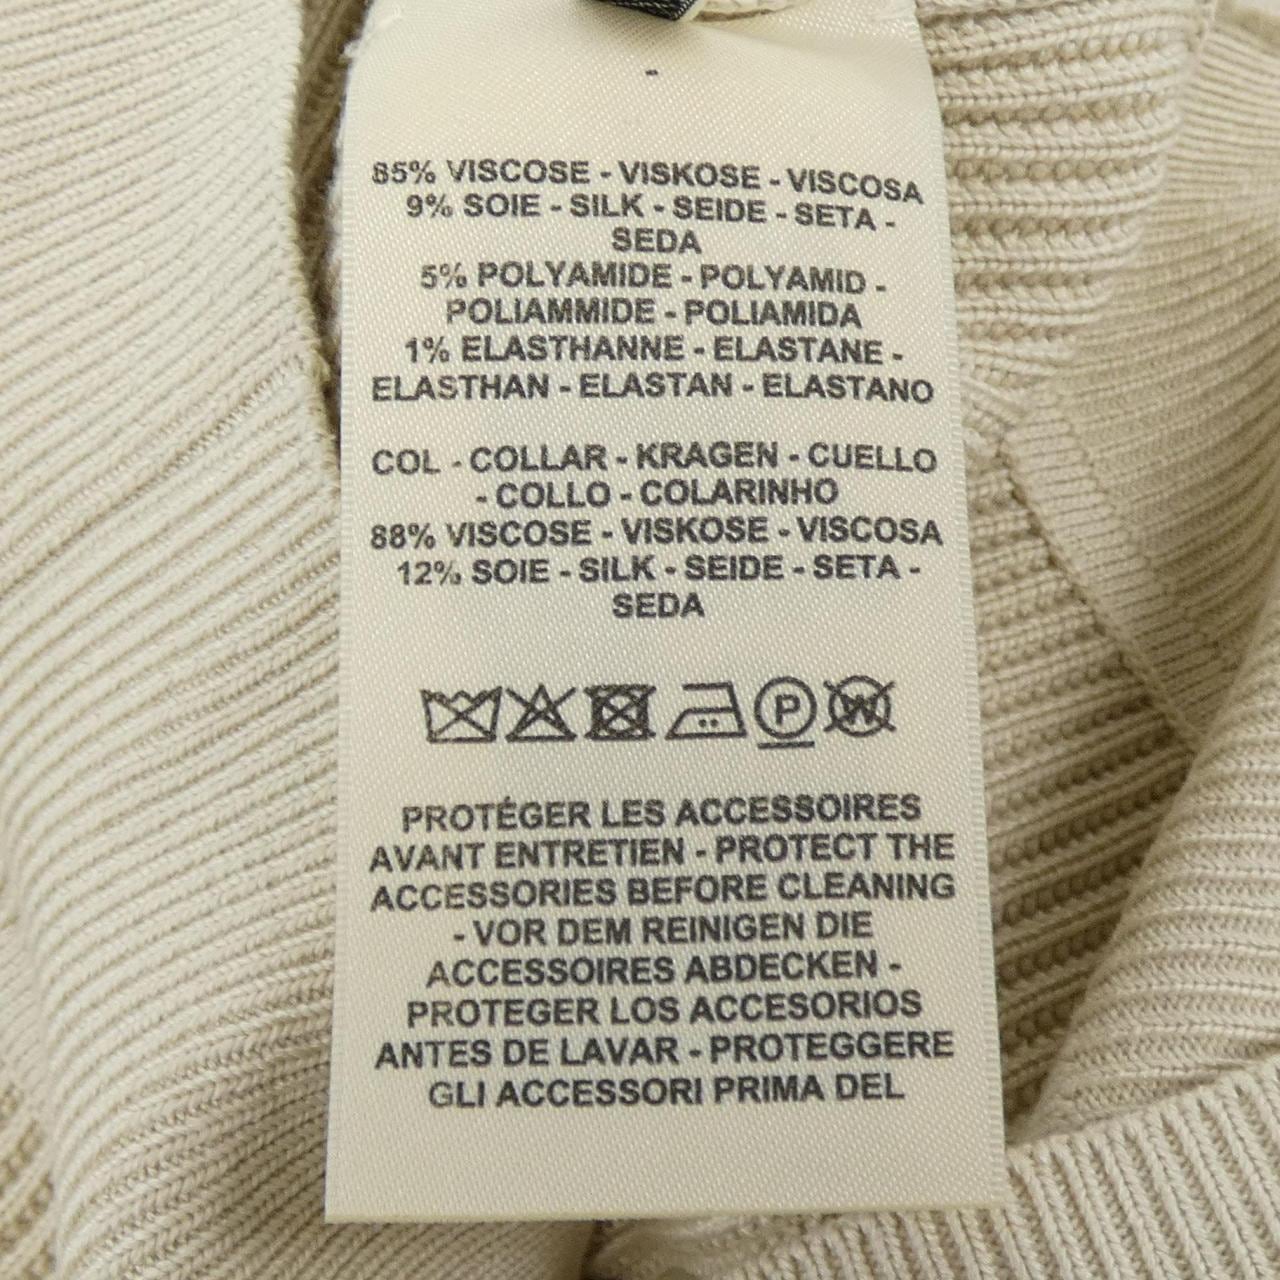 -
85% VISCOSE - VISKOSE - VISCOSA
9% SOIE - SILK - SEIDE - SETA -
SEDA
5% POLYAMIDE - POLYAMID -
POLIAMMIDE - POLIAMIDA
1% ELASTHANNE - ELASTANE -
ELASTHAN - ELASTAN - ELASTANO
COL - COLLAR - KRAGEN - CUELLO
- COLLO - COLARINHO
88% VISCOSE - VISKOSE - VISCOSA
12% SOIE - SILK - SEIDE - SETA -
SEDA
P W
PROTÉGER LES ACCESSOIRES
AVANT ENTRETIEN - PROTECT THE
ACCESSORIES BEFORE CLEANING
- VOR DEM REINIGEN DIE
ACCESSOIRES ABDECKEN -
PROTEGER LOS ACCESORIOS
ANTES DE LAVAR - PROTEGGERE
GLI ACCESSORI PRIMA DEL